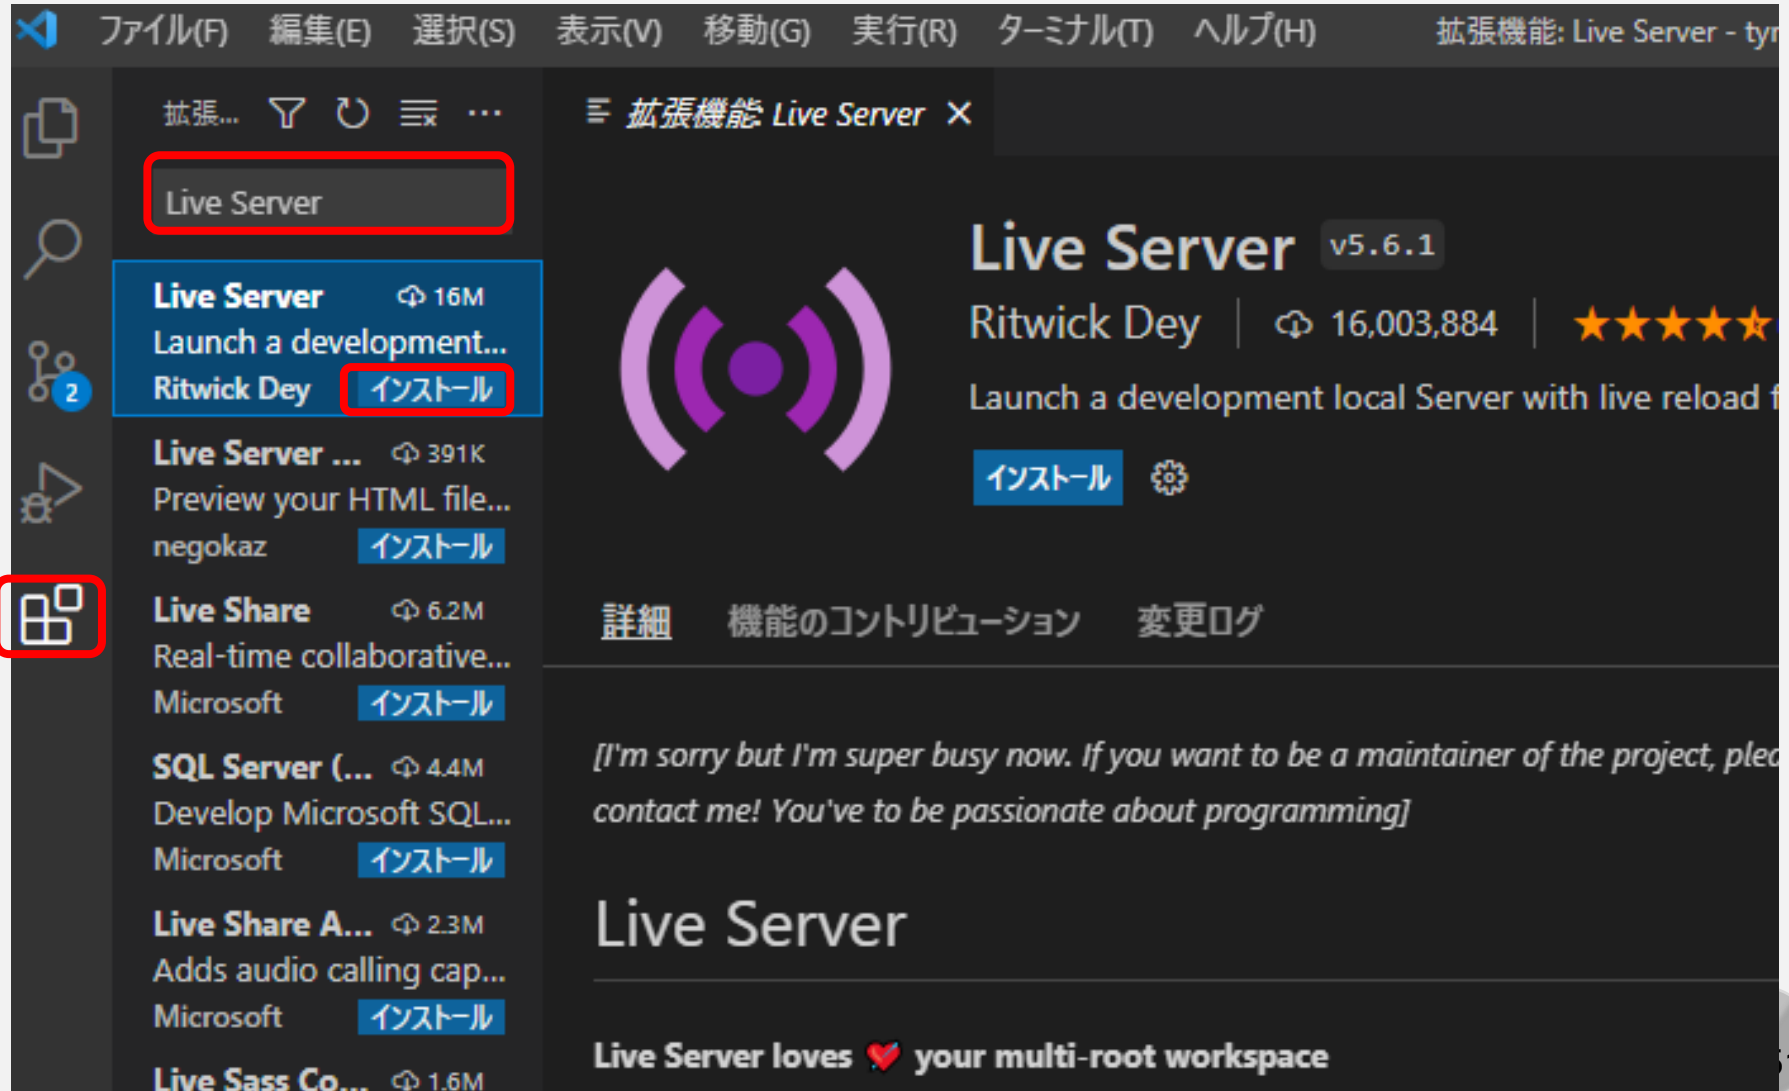 ファイル(F) 編集(E) 選択(S) 表示(V) 移動(G) 実行(R) ターミナル(T) ヘルプ(H) 拡張機能: Live Server - tyr
拡張...
Live Server
Live Server 16M
Launch a development...
Ritwick Dey インストール
Live Server ... 391K
Preview your HTML file...
negokaz インストール
Live Share 6.2M
Real-time collaborative...
Microsoft インストール
SQL Server (... 4.4M
Develop Microsoft SQL...
Microsoft インストール
Live Share A... 2.3M
Adds audio calling cap...
Microsoft インストール
Live Sass Co... 1.6M
2
拡張機能: Live Server
Live Server v5.6.1
Ritwick Dey 16,003,884
Launch a development local Server with live reload f
インストール
詳細 機能のコントリビューション 変更ログ
[I'm sorry but I'm super busy now. If you want to be a maintainer of the project, plea
contact me! You've to be passionate about programming]
Live Server
Live Server loves 💘 your multi-root workspace